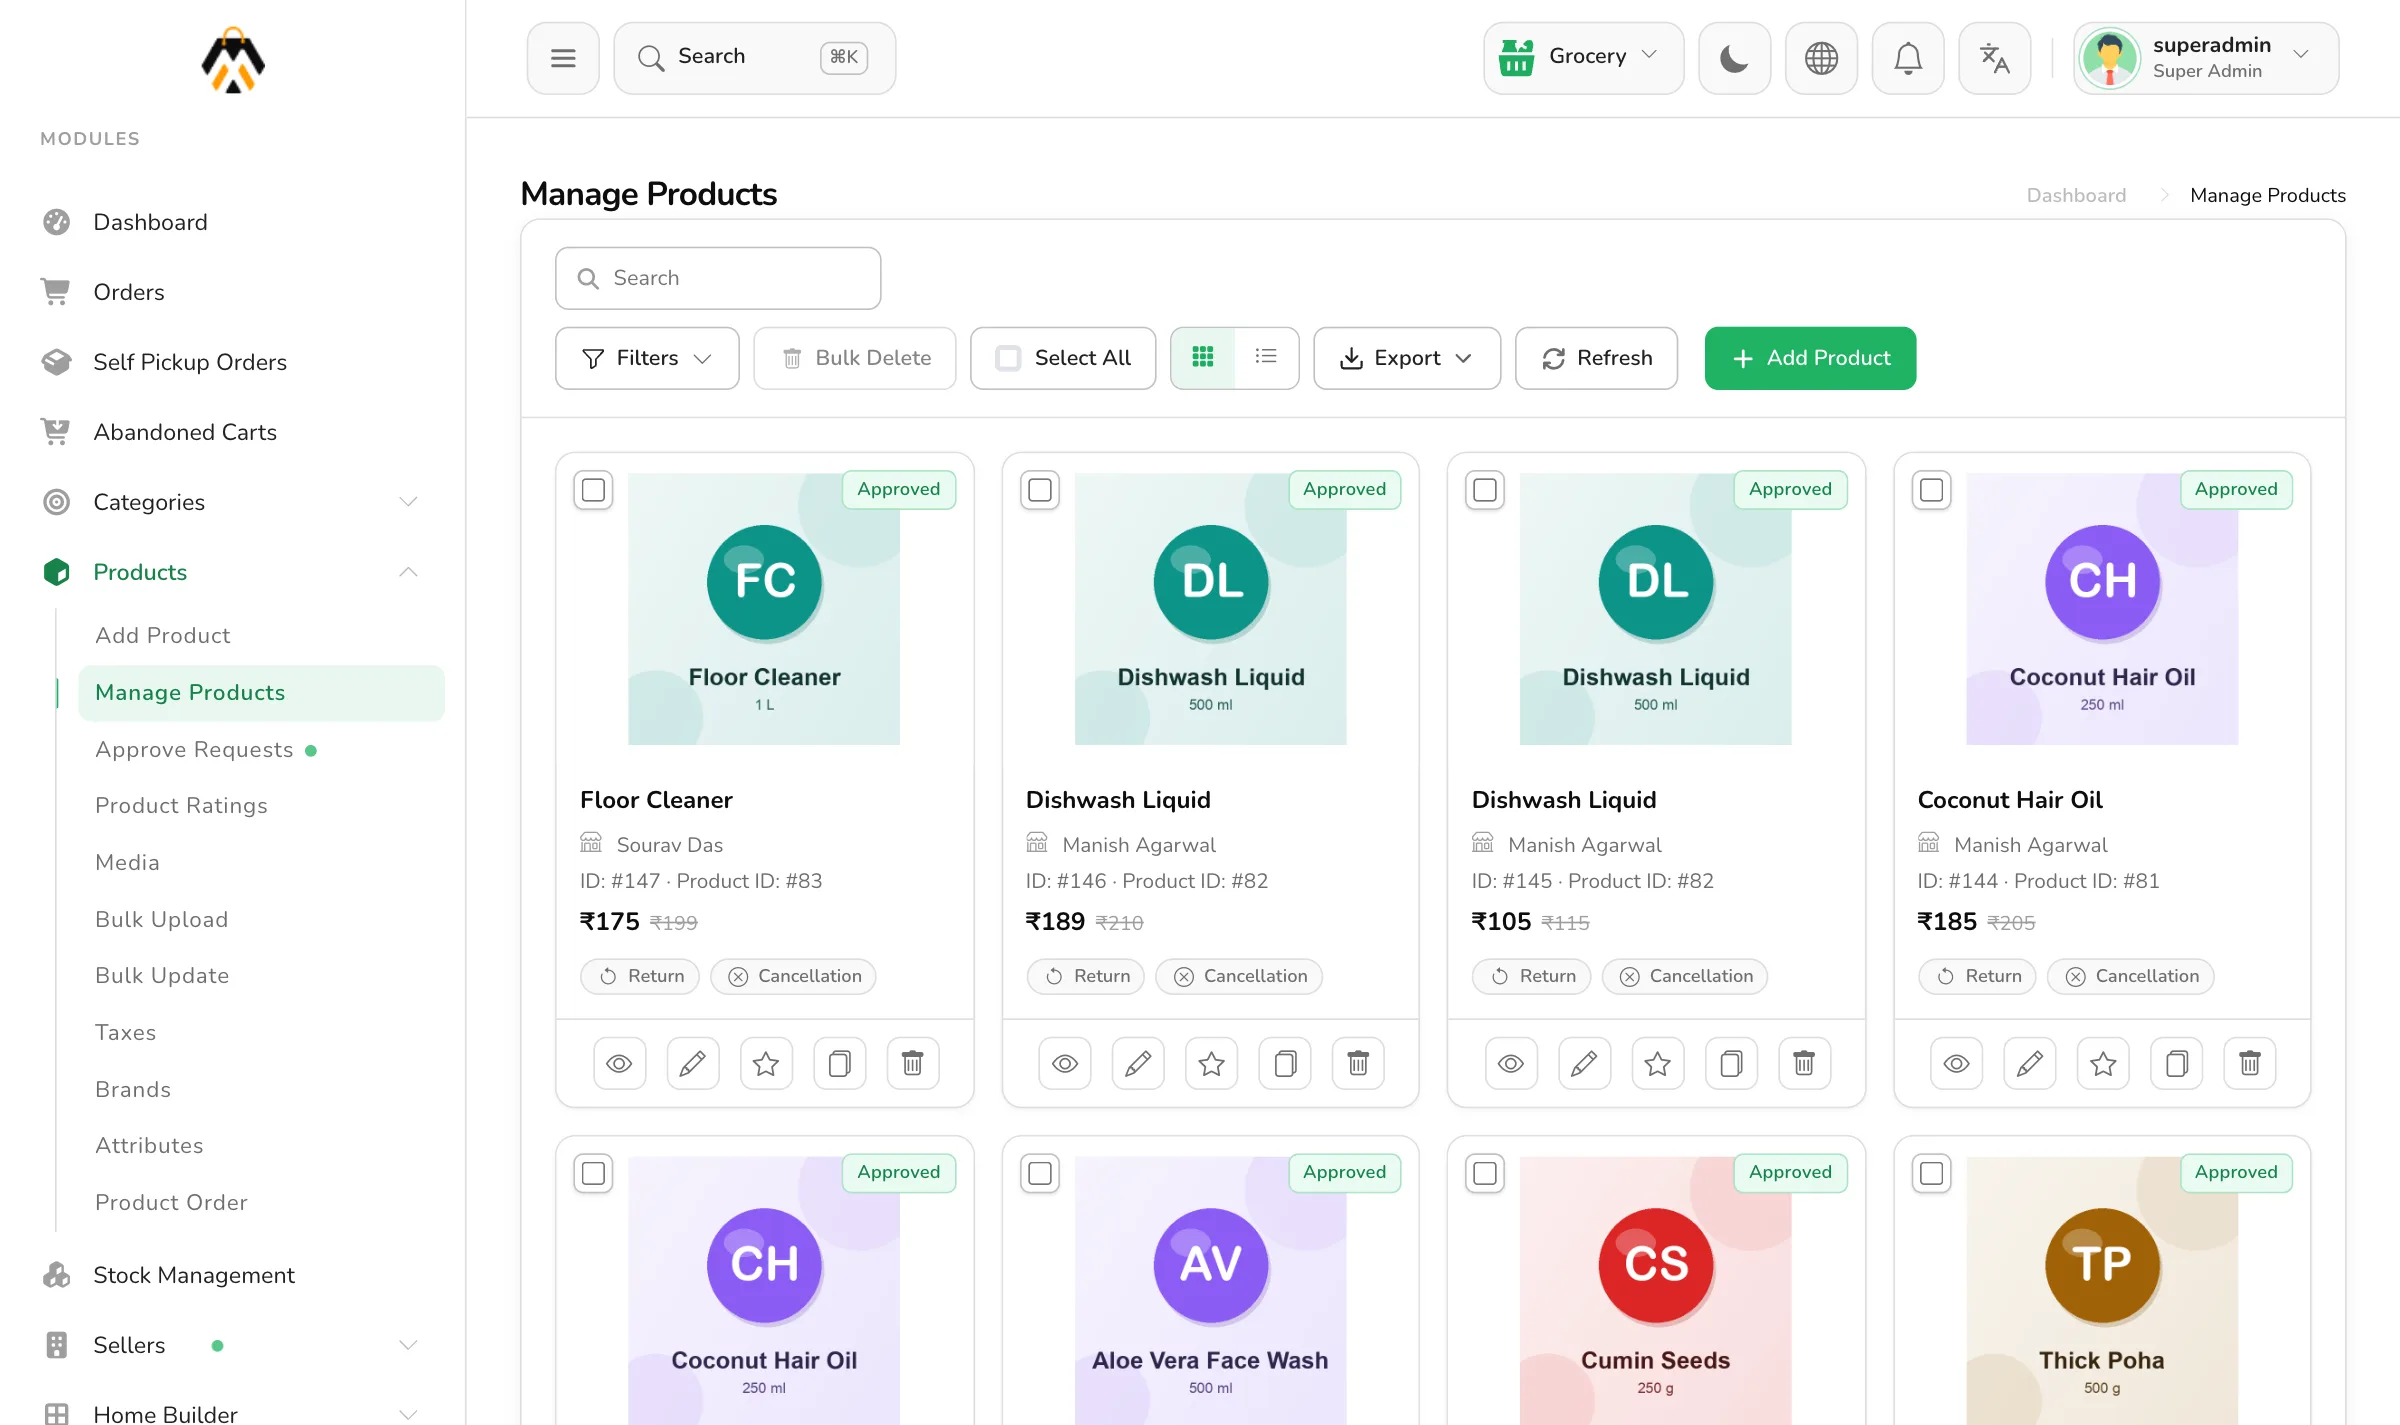 MODULES
Dashboard
Orders
Self Pickup Orders
Abandoned Carts
Categories
Products
Add Product
Manage Products
Approve Requests
Product Ratings
Media
Bulk Upload
Bulk Update
Taxes
Brands
Attributes
Product Order
Stock Management
Sellers
Home Builder
Search ⌘K
Grocery
superadmin
Super Admin
Manage Products
Dashboard Manage Products
Search
Filters Bulk Delete Select All Export Refresh Add Product
Approved
FC
Floor Cleaner
1 L
Floor Cleaner
Sourav Das
ID: #147 · Product ID: #83
₹175 ₹199
Return Cancellation
Approved
DL
Dishwash Liquid
500 ml
Dishwash Liquid
Manish Agarwal
ID: #146 · Product ID: #82
₹189 ₹210
Return Cancellation
Approved
DL
Dishwash Liquid
500 ml
Dishwash Liquid
Manish Agarwal
ID: #145 · Product ID: #82
₹105 ₹115
Return Cancellation
Approved
CH
Coconut Hair Oil
250 ml
Coconut Hair Oil
Manish Agarwal
ID: #144 · Product ID: #81
₹185 ₹205
Return Cancellation
Approved
CH
Coconut Hair Oil
250 ml
Approved
AV
Aloe Vera Face Wash
500 ml
Approved
CS
Cumin Seeds
250 g
Approved
TP
Thick Poha
500 g